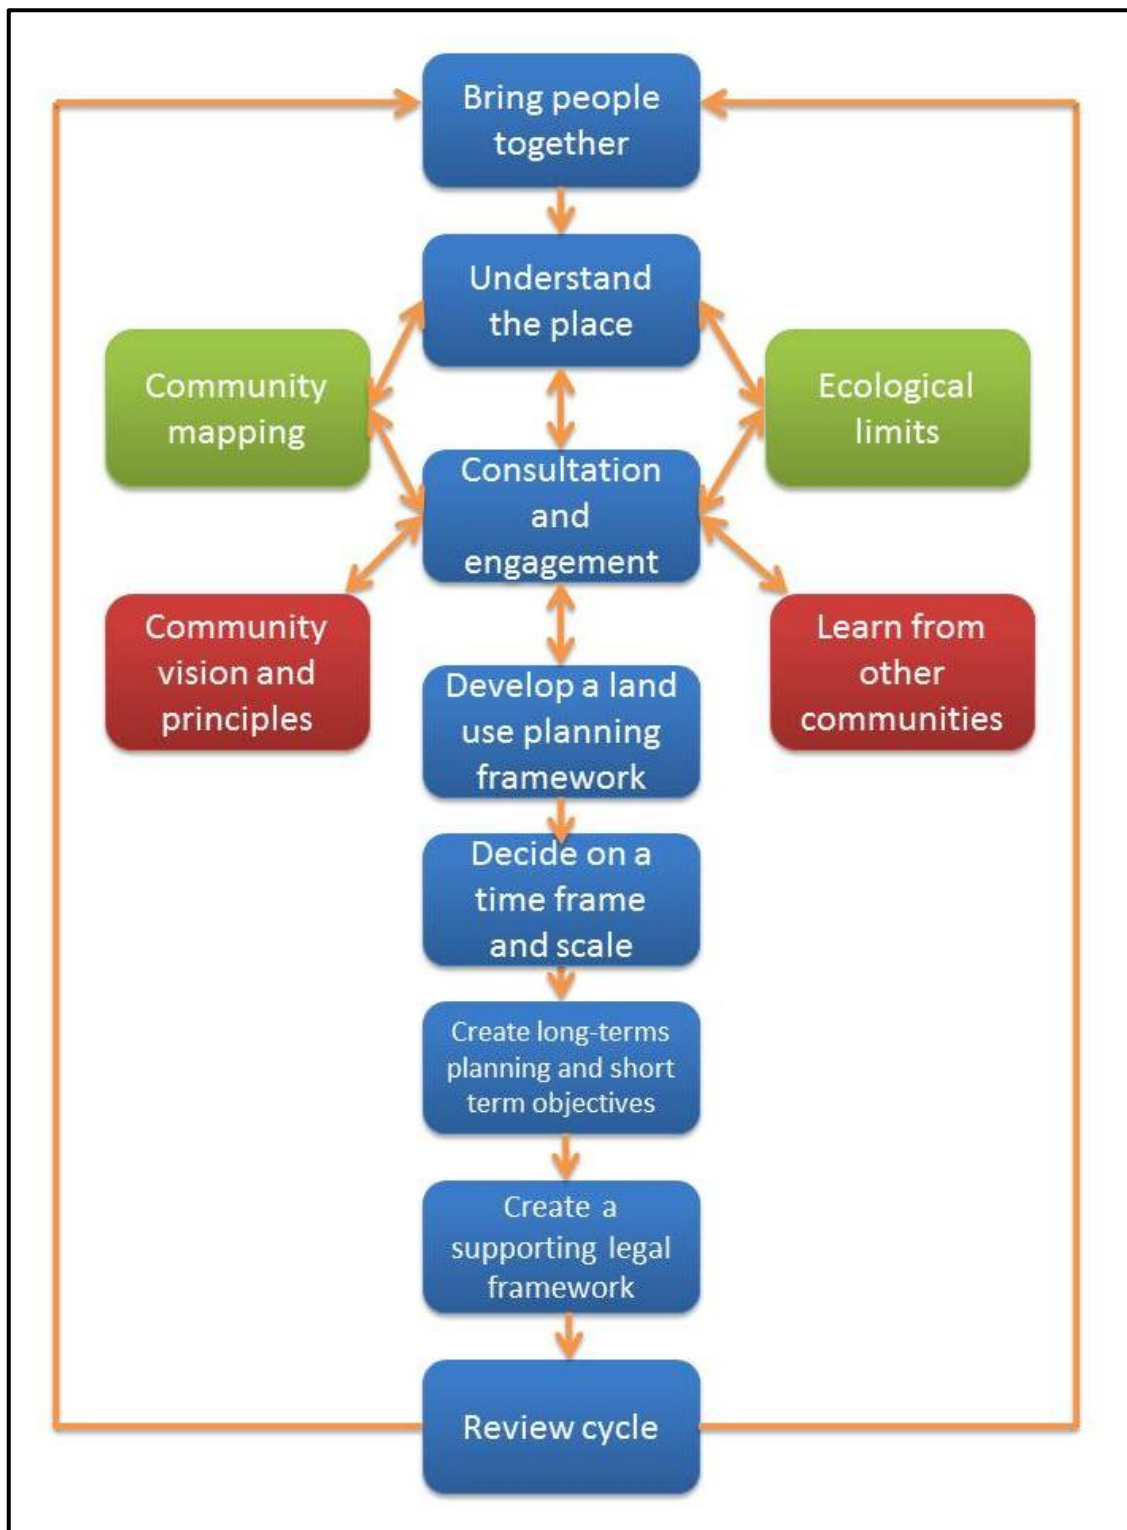 Bring people
together
Understand
the place
Community
mapping
Ecological
limits
Consultation
and
engagement
Community
vision and
principles
Learn from
other
communities
Develop a land
use planning
framework
Decide on a
time frame
and scale
Create long-terms
planning and short
term objectives
Create a
supporting legal
framework
Review cycle